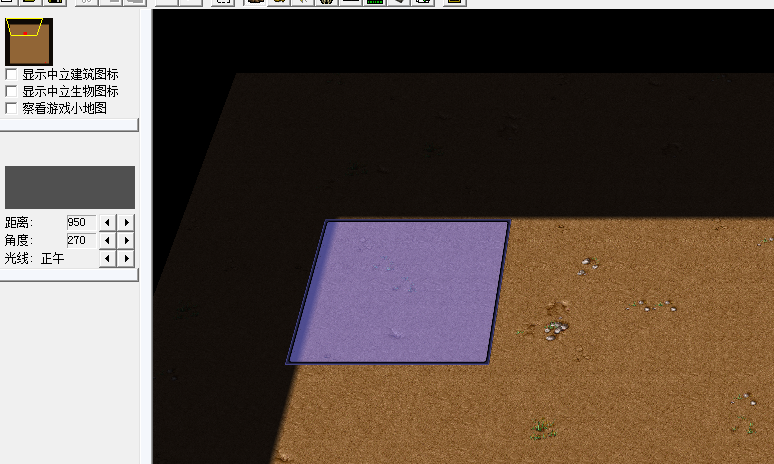 显示中立建筑图标
显示中立生物图标
察看游戏小地图
距离: 950
角度: 270
光线: 正午